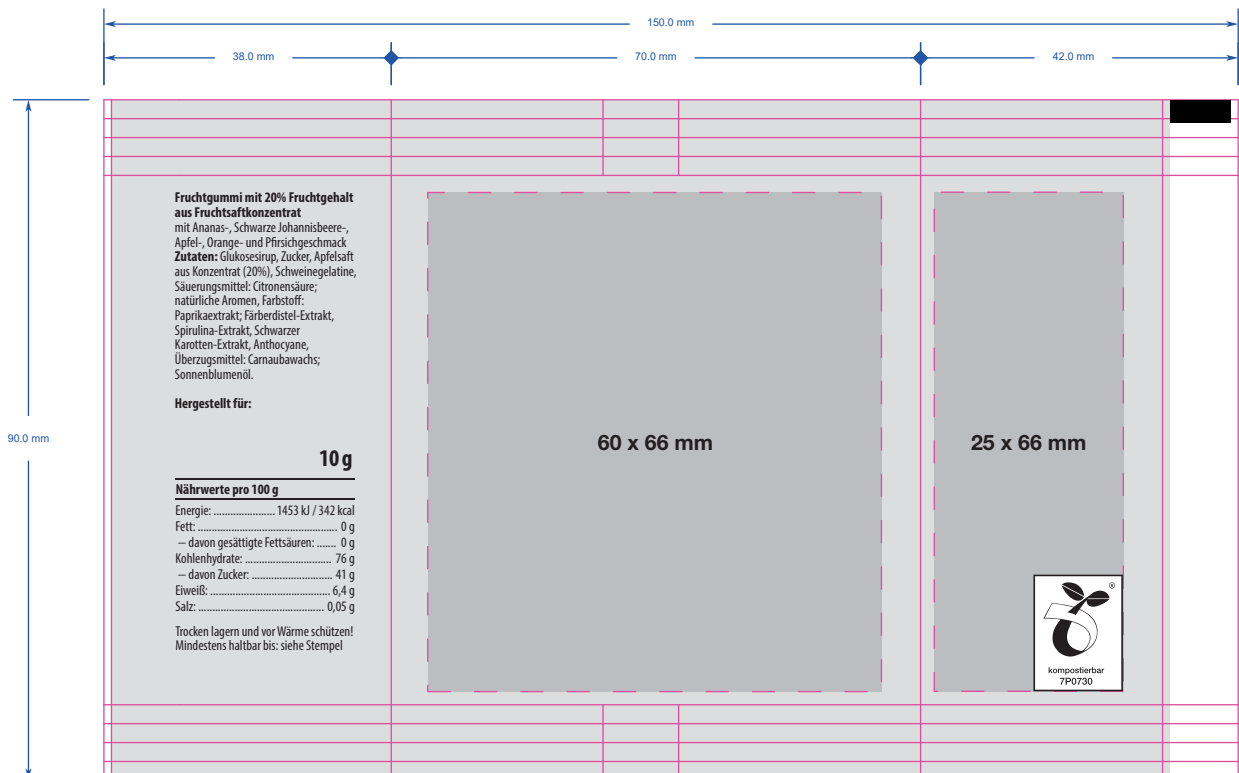 150.0 mm
38.0 mm
70.0 mm
42.0 mm
90.0 mm
Fruchtgummi mit 20% Fruchtgehalt
aus Fruchtsaftkonzentrat
mit Ananas-, Schwarze Johannisbeere-,
Apfel-, Orange- und Pfirsichgeschmack
Zutaten: Glukosesirup, Zucker, Apfelsaft
aus Konzentrat (20%), Schweinegelatine,
Säuerungsmittel: Citronensäure;
natürliche Aromen, Farbstoff:
Paprikaextrakt; Färberdistel-Extrakt,
Spirulina-Extrakt, Schwarzer
Karotten-Extrakt, Anthocyane,
Überzugsmittel: Carnaubawachs;
Sonnenblumenöl.
Hergestellt für:
10 g
Nährwerte pro 100 g
Energie: ...................... 1453 kJ / 342 kcal
Fett: .................................................. 0 g
– davon gesättigte Fettsäuren: ....... 0 g
Kohlenhydrate: ............................... 76 g
– davon Zucker: ............................. 41 g
Eiweiß: ........................................... 6,4 g
Salz: ............................................. 0,05 g
Trocken lagern und vor Wärme schützen!
Mindestens haltbar bis: siehe Stempel
60 x 66 mm
25 x 66 mm
®
kompostierbar
7P0730